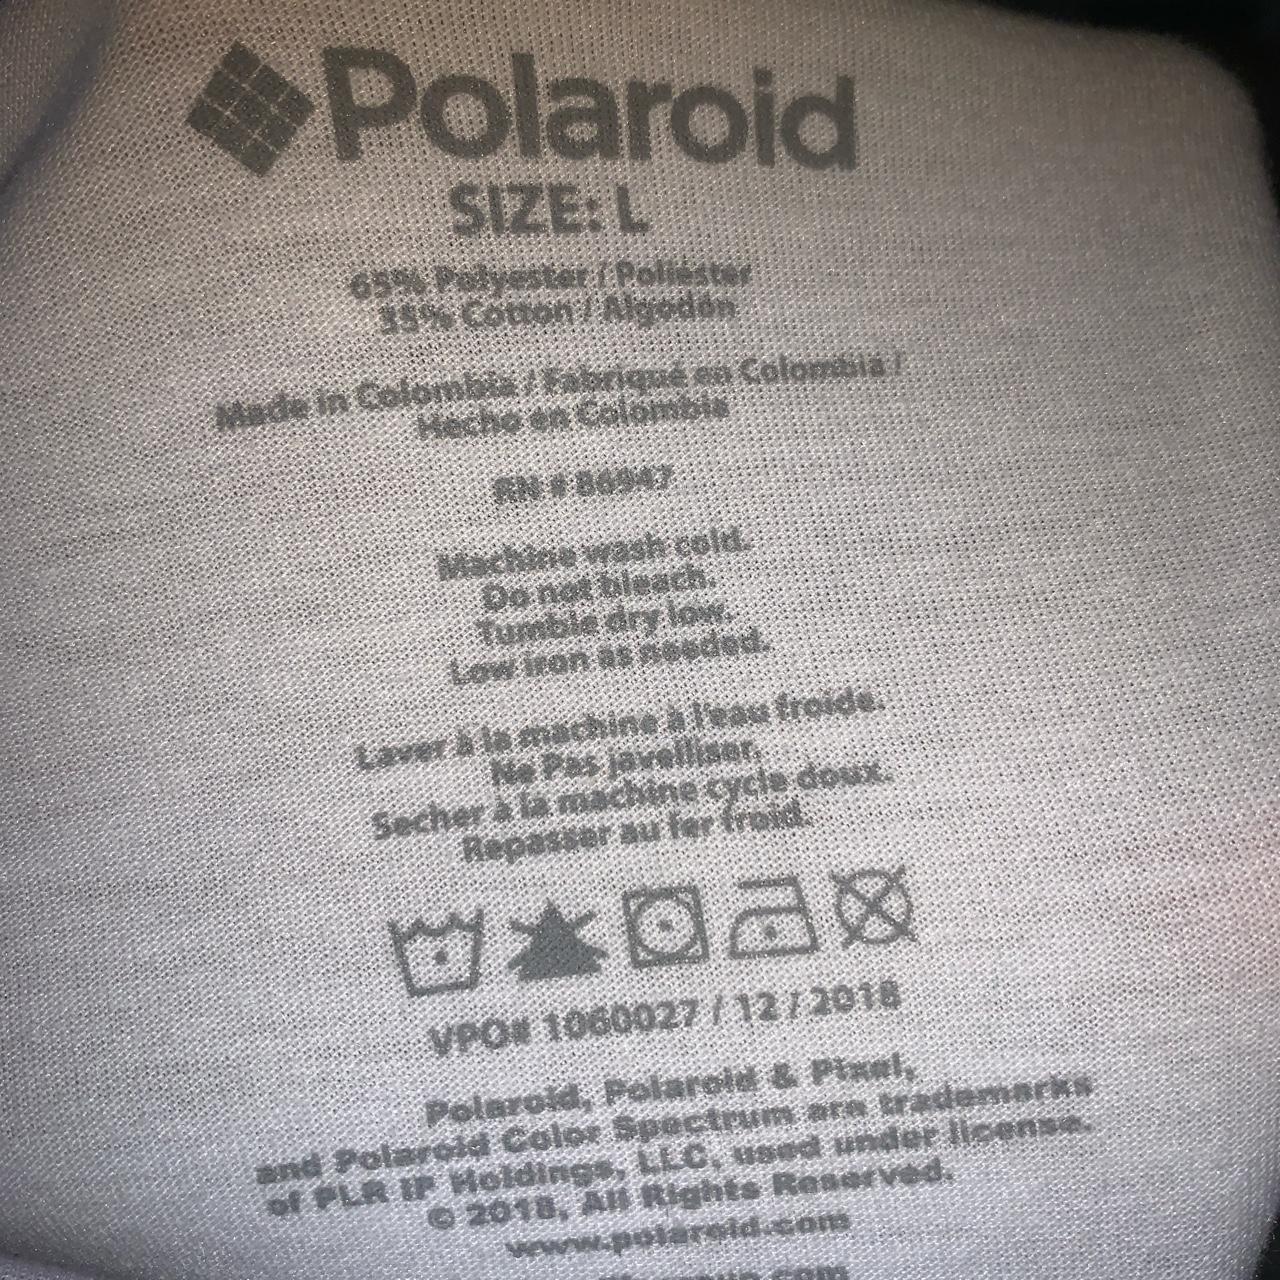 Polaroid
SIZE: L
65% Polyester / Poliéster
35% Cotton / Algodón
Made in Colombia / Fabriqué en Colombia /
Hecho en Colombia
RN # 86947
Machine wash cold.
Do not bleach.
Tumble dry low.
Low iron as needed.
Laver à la machine à l'eau froide.
Ne Pas javelliser.
Secher à la machine cycle doux.
Repasser au fer froid.
VPO# 1060027 / 12 / 2018
Polaroid, Polaroid & Pixel,
and Polaroid Color Spectrum are trademarks
of PLR IP Holdings, LLC, used under license.
© 2018, All Rights Reserved.
www.polaroid.com